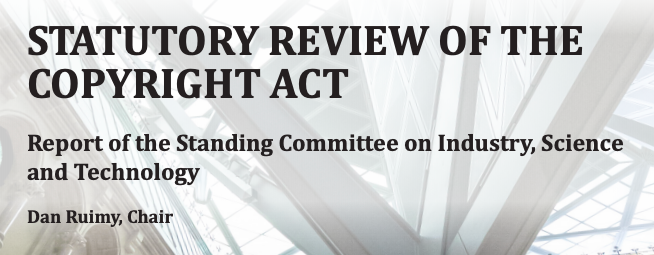 STATUTORY REVIEW OF THE
COPYRIGHT ACT
Report of the Standing Committee on Industry, Science
and Technology
Dan Ruimy, Chair